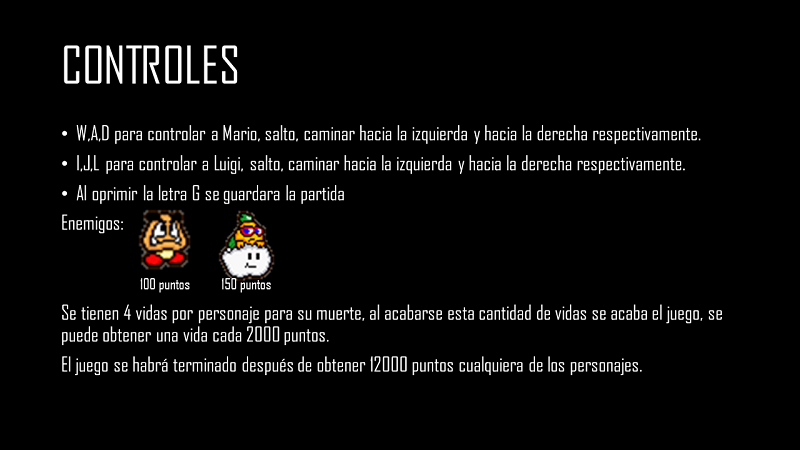 CONTROLES
• W,A,D para controlar a Mario, salto, caminar hacia la izquierda y hacia la derecha respectivamente.
• I,J,L para controlar a Luigi, salto, caminar hacia la izquierda y hacia la derecha respectivamente.
• Al oprimir la letra G se guardara la partida
Enemigos:
100 puntos 150 puntos
Se tienen 4 vidas por personaje para su muerte, al acabarse esta cantidad de vidas se acaba el juego, se
puede obtener una vida cada 2000 puntos.
El juego se habrá terminado después de obtener 12000 puntos cualquiera de los personajes.